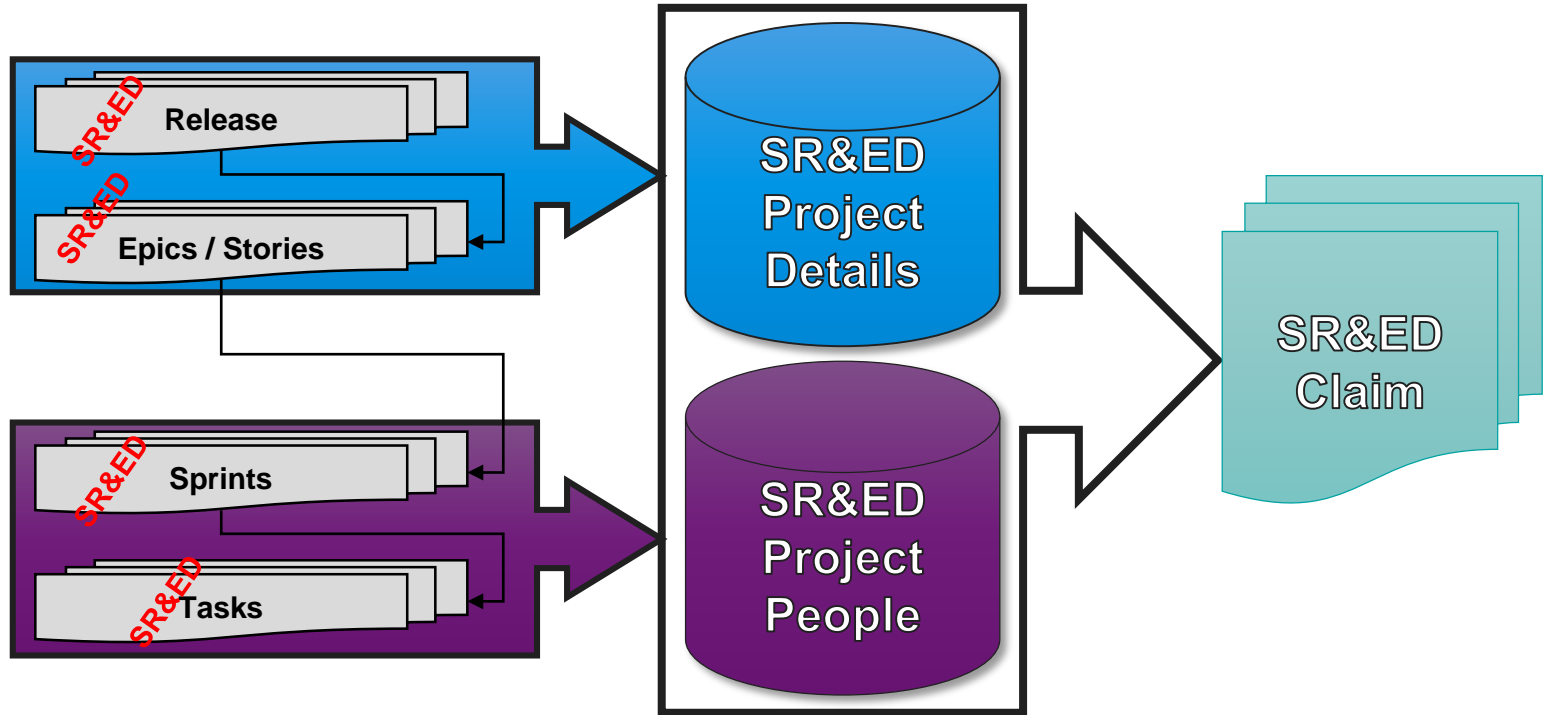 SR&ED
Release
SR&ED
Epics / Stories
SR&ED
Sprints
SR&ED
Tasks
SR&ED
Project
Details
SR&ED
Project
People
SR&ED
Claim